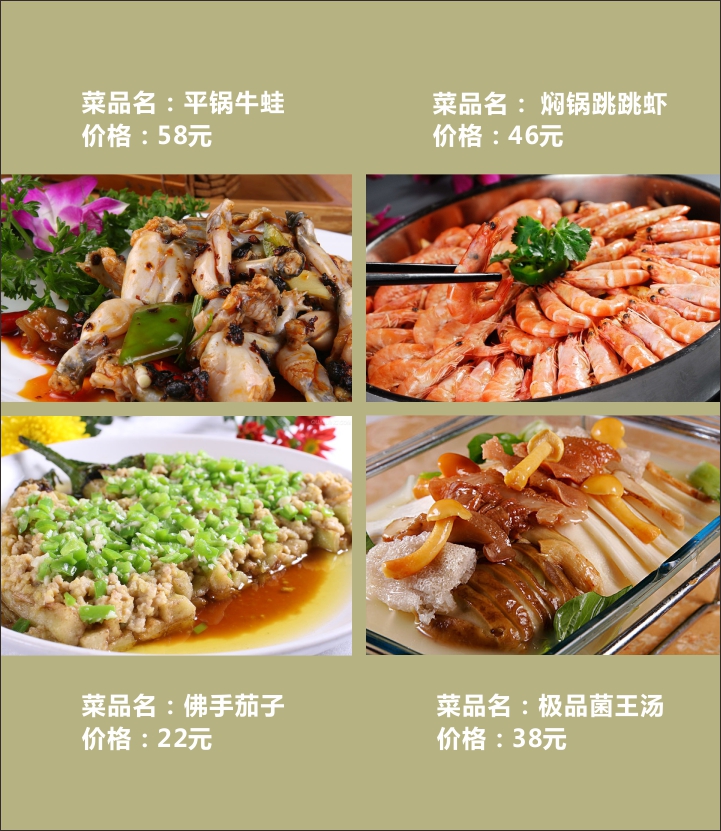 菜品名：平锅牛蛙
价格：58元
菜品名： 焖锅跳跳虾
价格：46元
菜品名：佛手茄子
价格：22元
菜品名：极品菌王汤
价格：38元